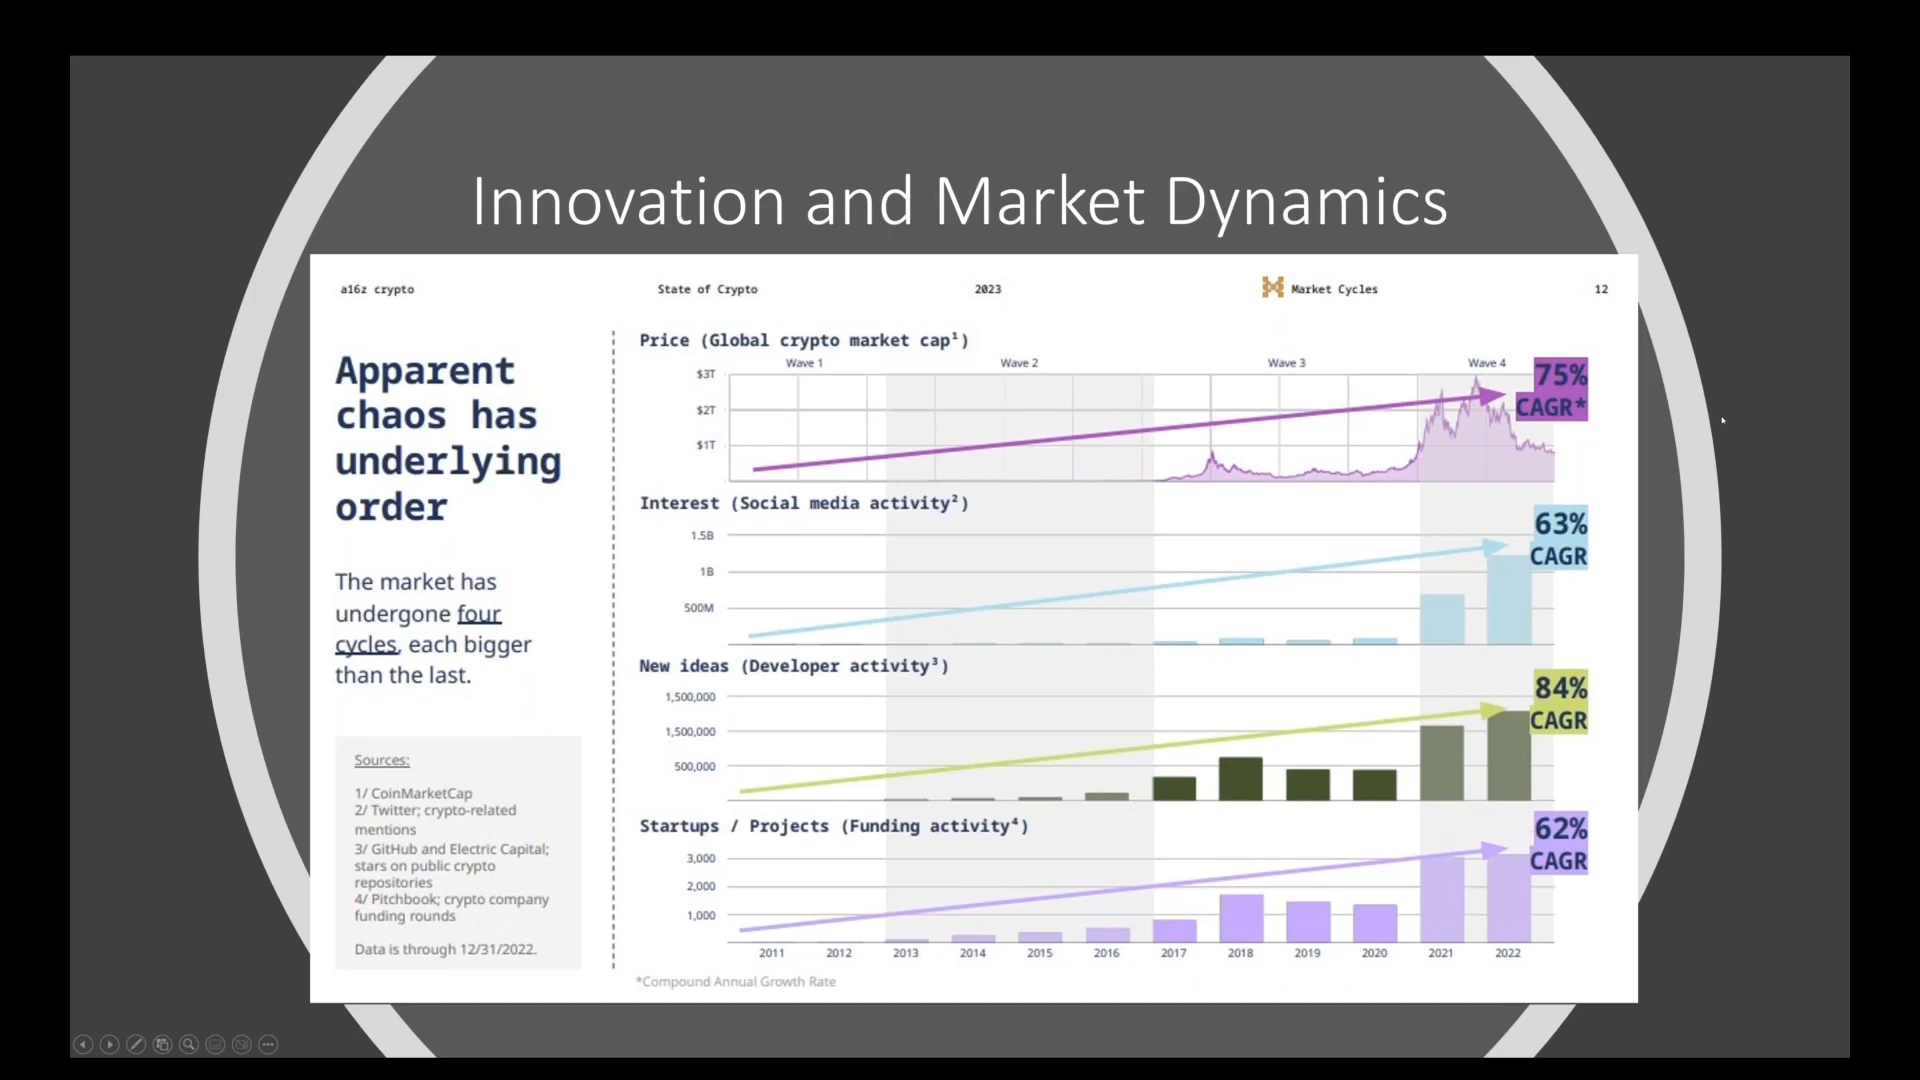 Innovation and Market Dynamics
a16z crypto
State of Crypto
2023
Market Cycles
12
Apparent
chaos has
underlying
order
The market has
undergone four
cycles, each bigger
than the last.
Sources:
1/ CoinMarketCap
2/ Twitter; crypto-related
mentions
3/ GitHub and Electric Capital;
stars on public crypto
repositories
4/ Pitchbook; crypto company
funding rounds
Data is through 12/31/2022.
Price (Global crypto market cap¹)
Wave 1 Wave 2 Wave 3 Wave 4
$3T
$2T
$1T
75%
CAGR*
Interest (Social media activity²)
1.5B
1B
500M
63%
CAGR
New ideas (Developer activity³)
1,500,000
1,500,000
500,000
84%
CAGR
Startups / Projects (Funding activity⁴)
3,000
2,000
1,000
62%
CAGR
2011 2012 2013 2014 2015 2016 2017 2018 2019 2020 2021 2022
*Compound Annual Growth Rate